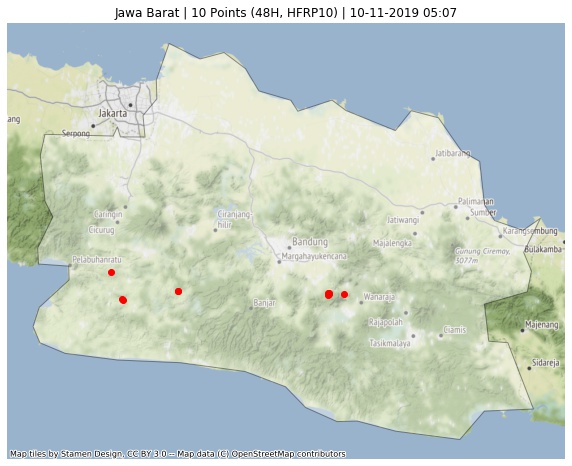 Jawa Barat | 10 Points (48H, HFRP10) | 10-11-2019 05:07
Jakarta
ang
Serpong
Jatibarang
Caringin
Cicurug
Ciranjang-
hilir
Palimanan
Sumber
Jatiwangi
Karangsembung
Majalengka
Bulakamba
Bandung
Margahayukencana
Gunung Ciremay,
3077m
Pelabuhanratu
Banjar
Wanaraja
Rajapolah
Tasikmalaya
Ciamis
Majenang
Sidareja
Map tiles by Stamen Design, CC BY 3.0 -- Map data (C) OpenStreetMap contributors